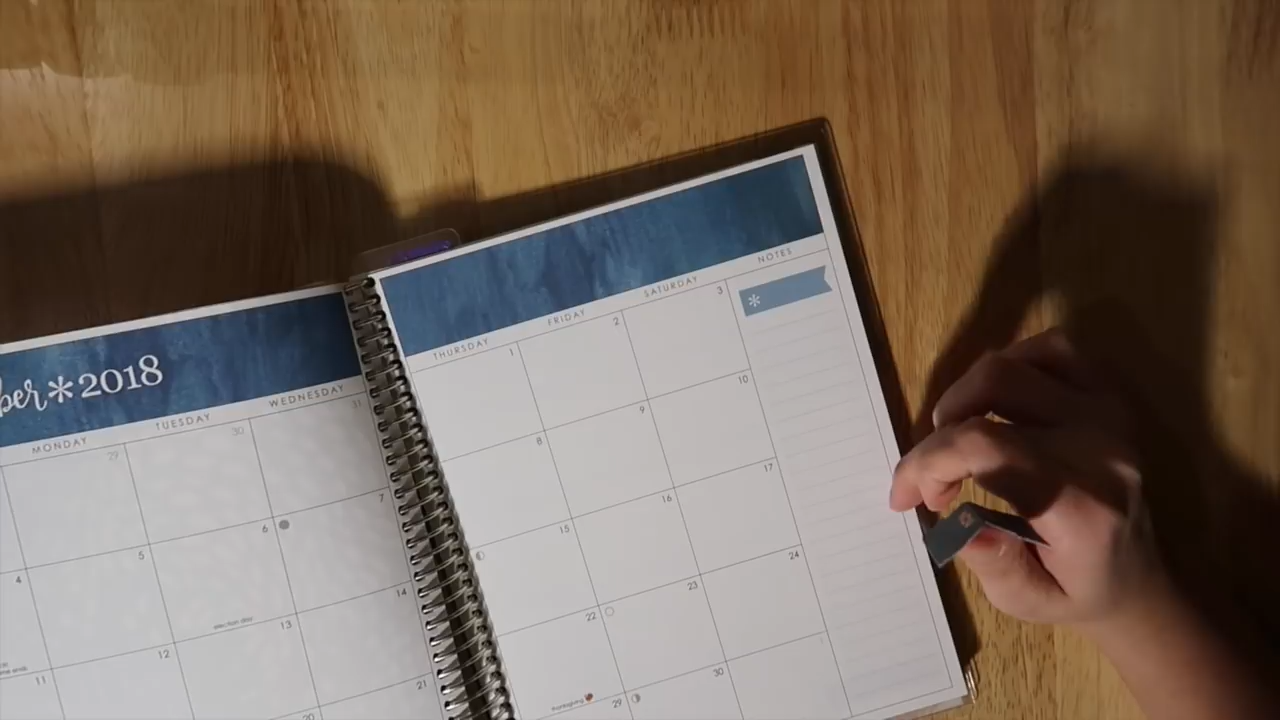 ber*2018
MONDAY TUESDAY WEDNESDAY THURSDAY FRIDAY SATURDAY NOTES
29 30 31 1 2 3
*
4 5 6 7 8 9 10
election day
11 12 13 14 15 16 17
20 21 22 23 24
thanksgiving
29 30 1